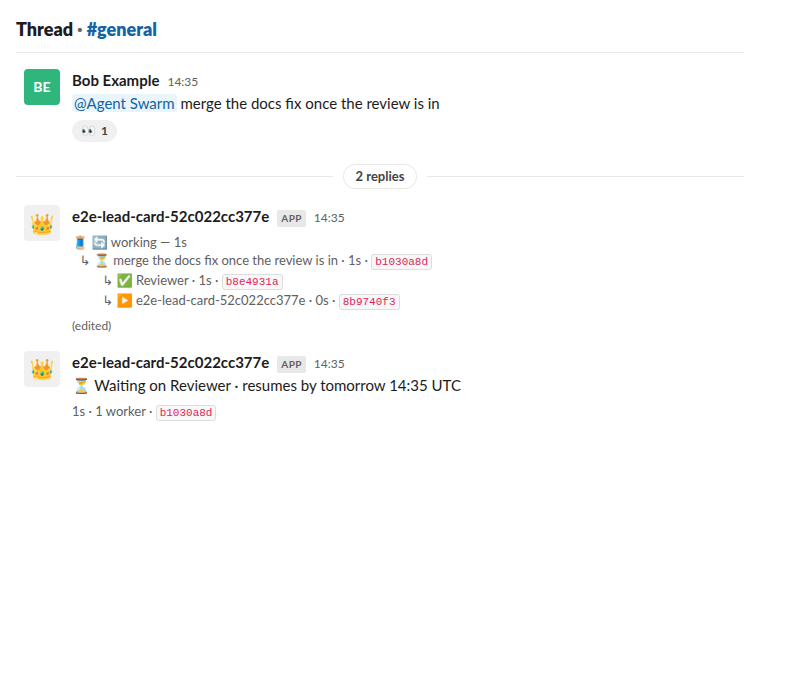 Thread • #general
BE
Bob Example 14:35
@Agent Swarm merge the docs fix once the review is in
👀 1
2 replies
e2e-lead-card-52c022cc377e APP 14:35
🧵 🔄 working — 1s
↳ ⏳ merge the docs fix once the review is in · 1s · b1030a8d
↳ ✅ Reviewer · 1s · b8e4931a
↳ ▶️ e2e-lead-card-52c022cc377e · 0s · 8b9740f3
(edited)
e2e-lead-card-52c022cc377e APP 14:35
⏳ Waiting on Reviewer · resumes by tomorrow 14:35 UTC
1s · 1 worker · b1030a8d